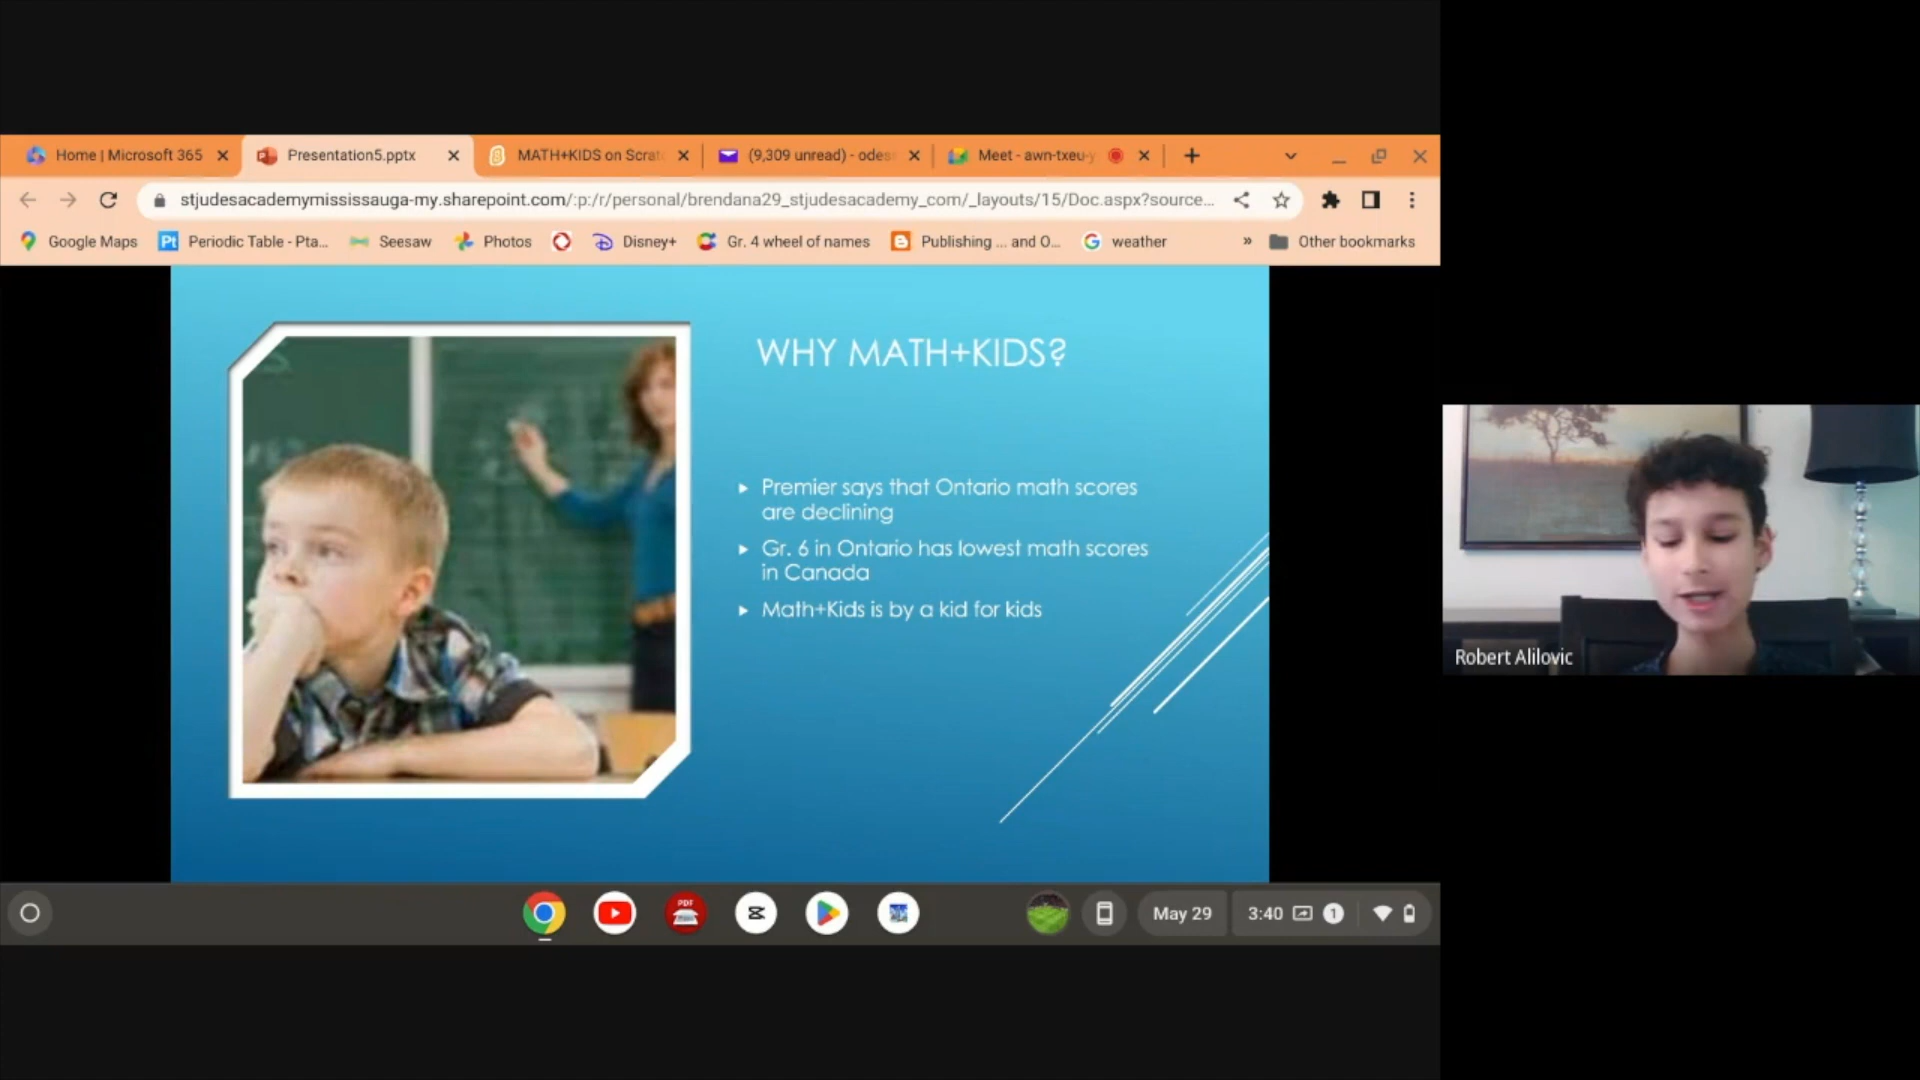 Home | Microsoft 365
Presentation5.pptx
MATH+KIDS on Scrat
(9,309 unread) - odes
Meet - awn-txeu-y
stjudesacademymississauga-my.sharepoint.com/:p:/r/personal/brendana29_stjudesacademy_com/_layouts/15/Doc.aspx?source...
Google Maps
Pt
Periodic Table - Pta...
Seesaw
Photos
Disney+
Gr. 4 wheel of names
Publishing ... and O...
weather
»
Other bookmarks
WHY MATH+KIDS?
Premier says that Ontario math scores
are declining
Gr. 6 in Ontario has lowest math scores
in Canada
Math+Kids is by a kid for kids
Robert Alilovic
PDF
May 29
3:40
1